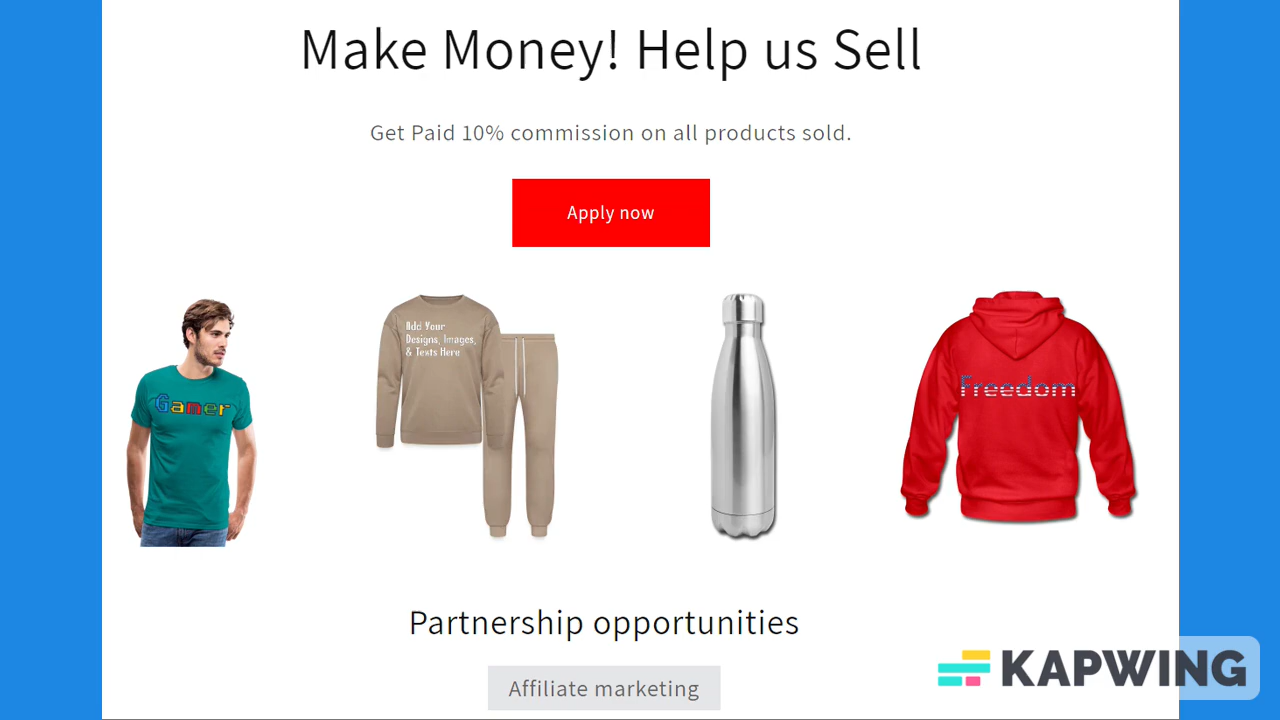 Make Money! Help us Sell
Get Paid 10% commission on all products sold.
Apply now
Gamer
Add Your
Designs, Images,
& Texts Here
Freedom
Partnership opportunities
Affiliate marketing
KAPWING